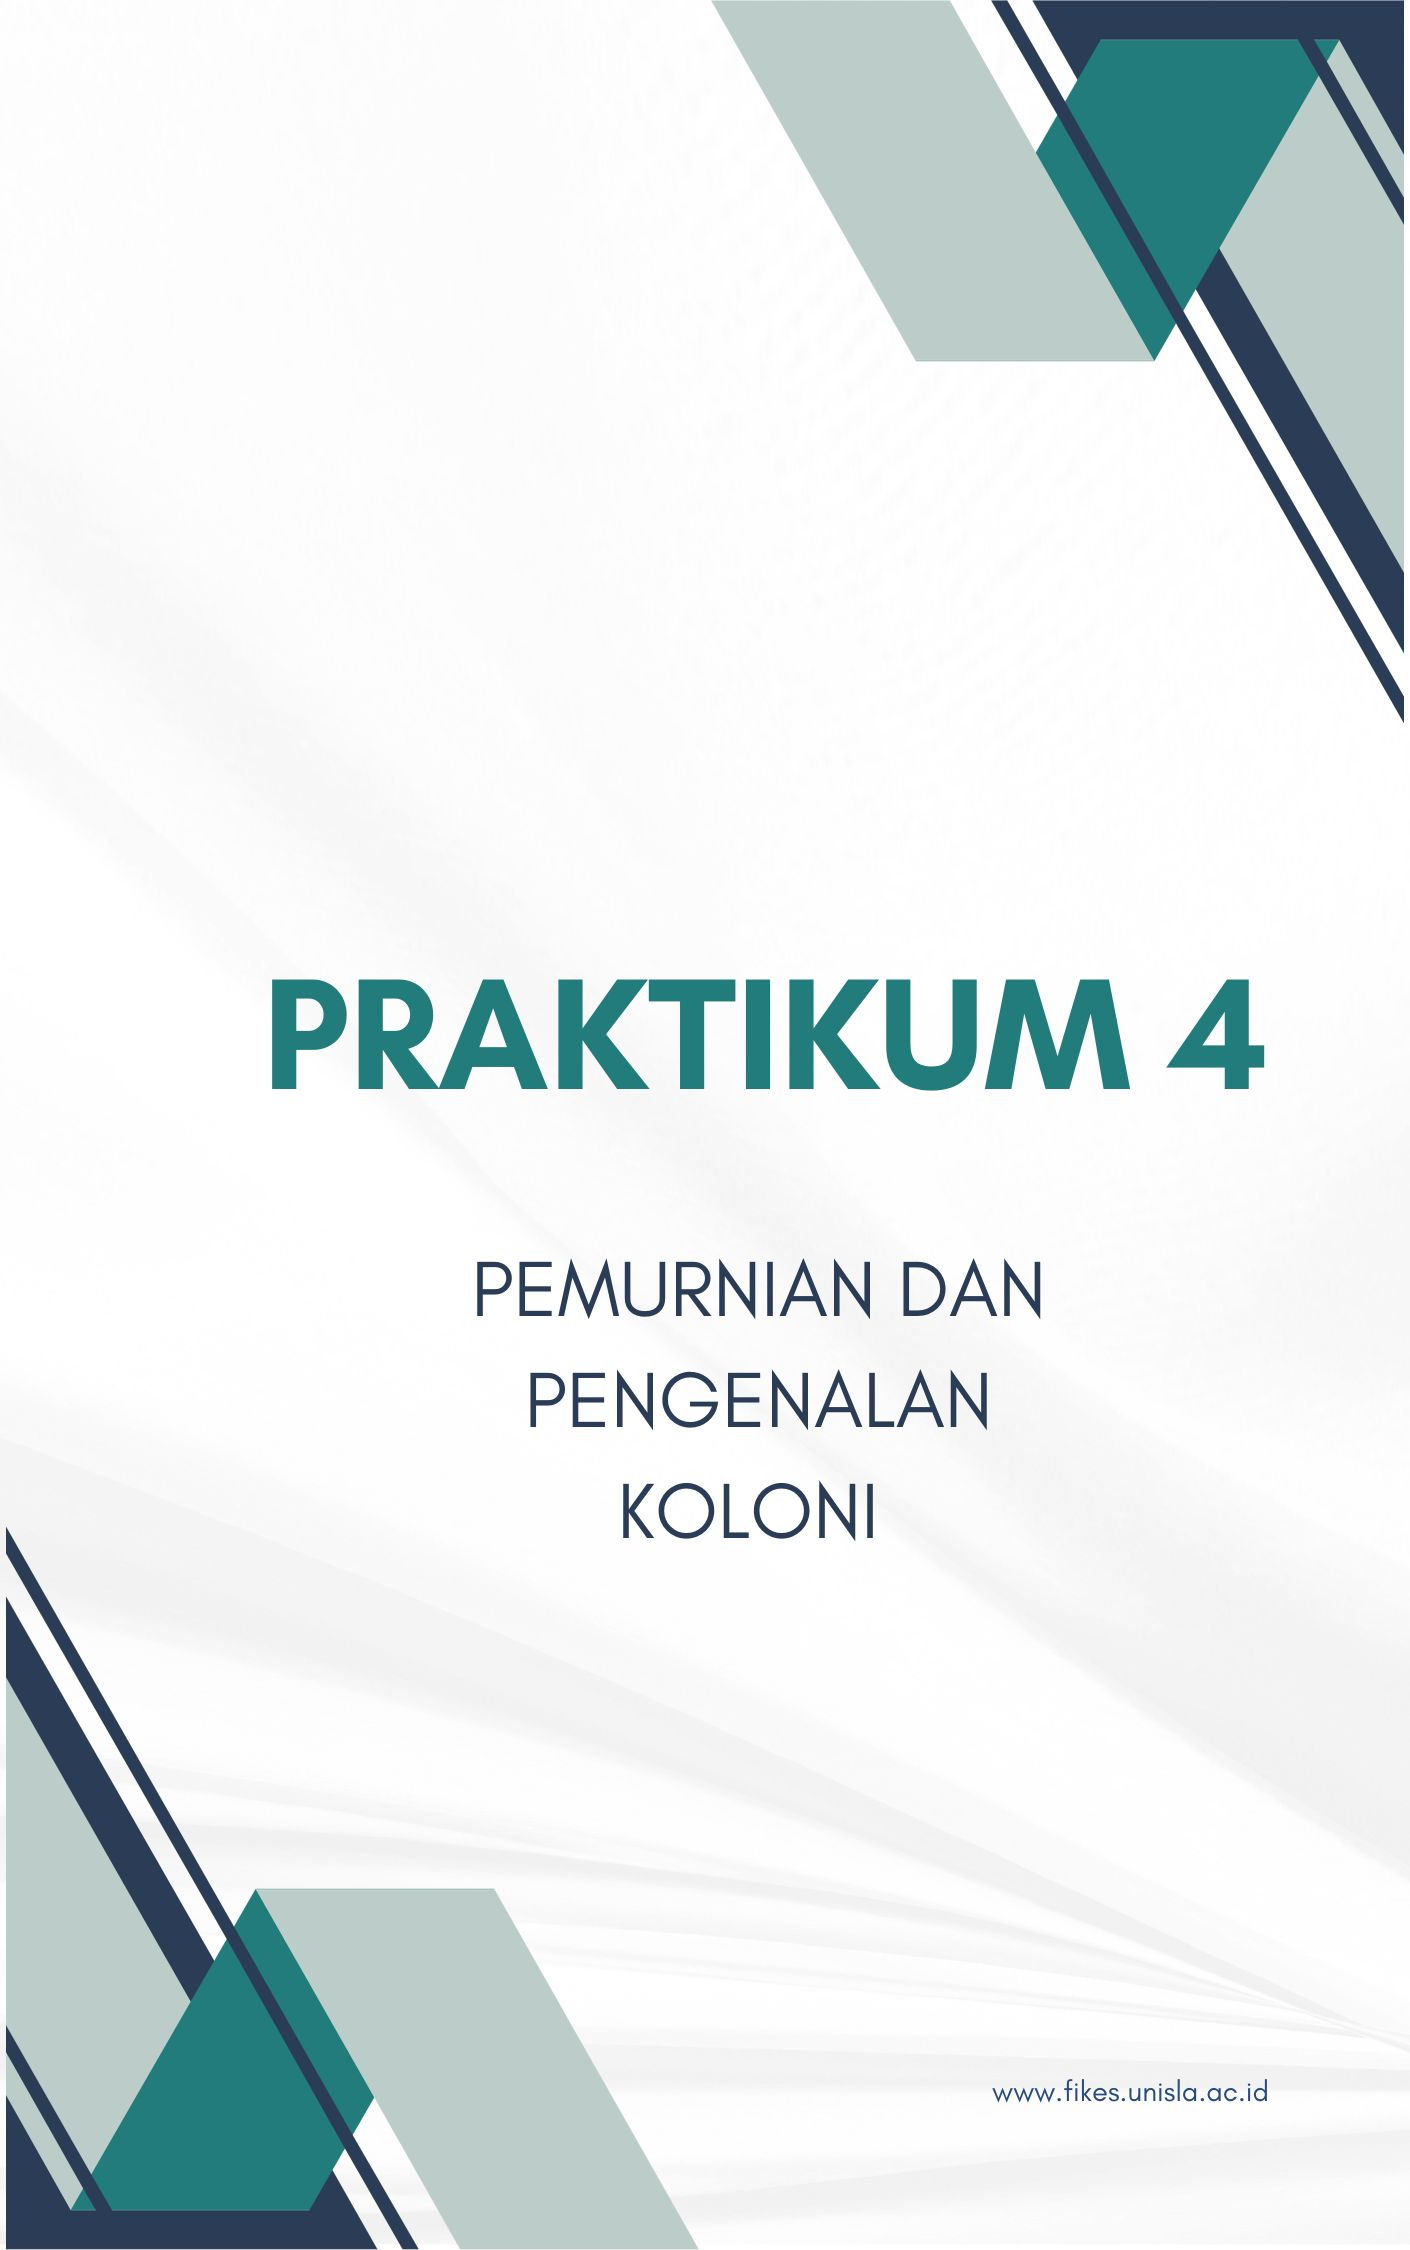 PRAKTIKUM 4
PEMURNIAN DAN
PENGENALAN
KOLONI
www.fikes.unisla.ac.id